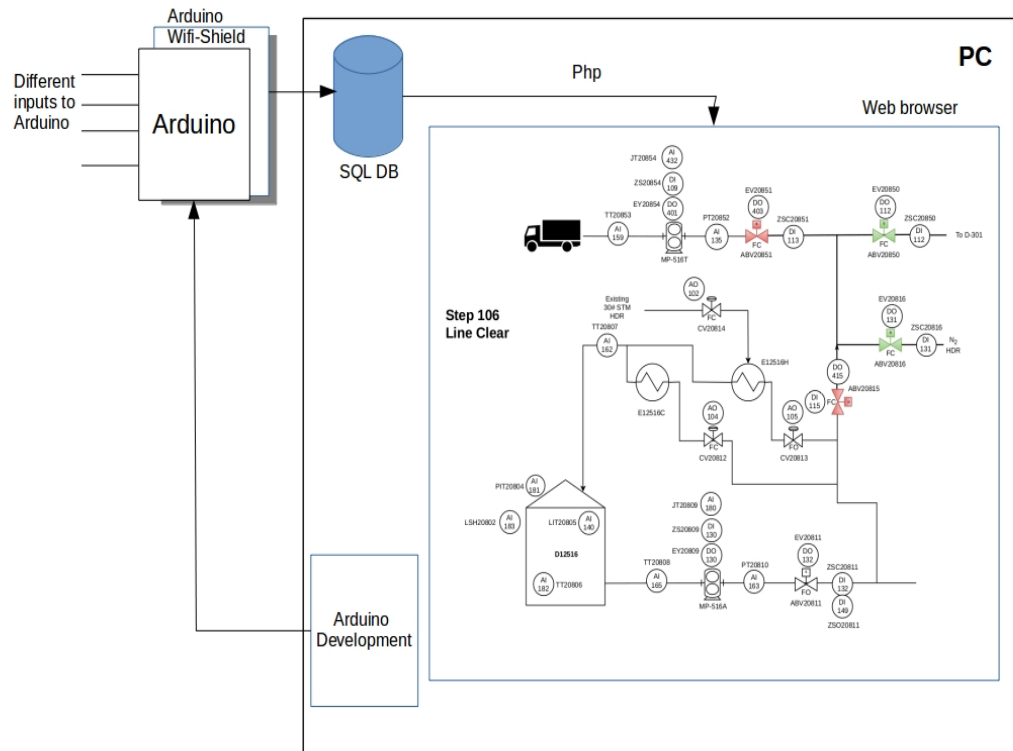 Arduino
Wifi-Shield
PC
Different
inputs to
Arduino
Arduino
Php
SQL DB
Web browser
JT20854
AI
432
ZS20854
DI
109
EY20854
DO
401
TT20853
AI
159
MP-516T
PT20852
AI
135
EV20851
DO
403
FC
ABV20851
ZSC20851
DI
113
EV20850
DO
112
FC
ABV20850
ZSC20850
DI
112
To D-301
Step 106
Line Clear
Existing
30# STM
HDR
AO
102
FC
CV20814
TT20807
AI
162
E12516C
E12516H
EV20816
DO
131
FC
ABV20816
ZSC20816
DI
131
N2
HDR
DO
415
ABV20815
DI
115
FC
AO
104
FC
CV20812
AO
105
FO
CV20813
PIT20804
AI
181
LSH20802
AI
183
LIT20805
AI
140
D12516
AI
182
TT20806
JT20809
AI
180
ZS20809
DI
130
EY20809
DO
130
TT20808
AI
165
MP-516A
PT20810
AI
163
EV20811
DO
132
FO
ABV20811
ZSC20811
DI
132
DI
149
ZSO20811
Arduino
Development